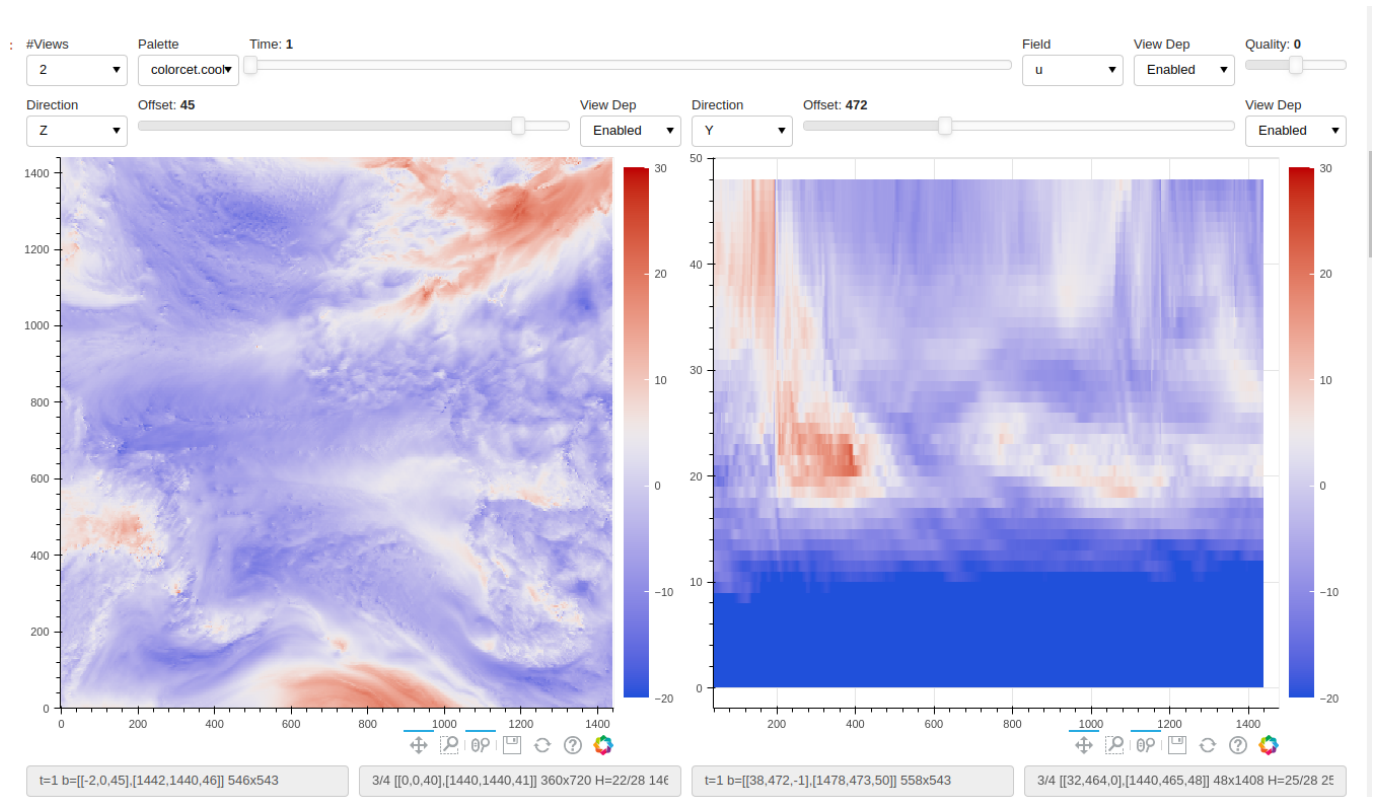 : #Views Palette Time: 1 Field View Dep Quality: 0
2 colorcet.cool u Enabled
Direction Offset: 45 View Dep Direction Offset: 472 View Dep
Z Enabled Y Enabled
1400
1200
1000
800
600
400
200
0
0 200 400 600 800 1000 1200 1400
30
20
10
0
−10
−20
50
40
30
20
10
0
200 400 600 800 1000 1200 1400
30
20
10
0
−10
−20
t=1 b=[[-2,0,45],[1442,1440,46]] 546x543
3/4 [[0,0,40],[1440,1440,41]] 360x720 H=22/28 146
t=1 b=[[38,472,-1],[1478,473,50]] 558x543
3/4 [[32,464,0],[1440,465,48]] 48x1408 H=25/28 25